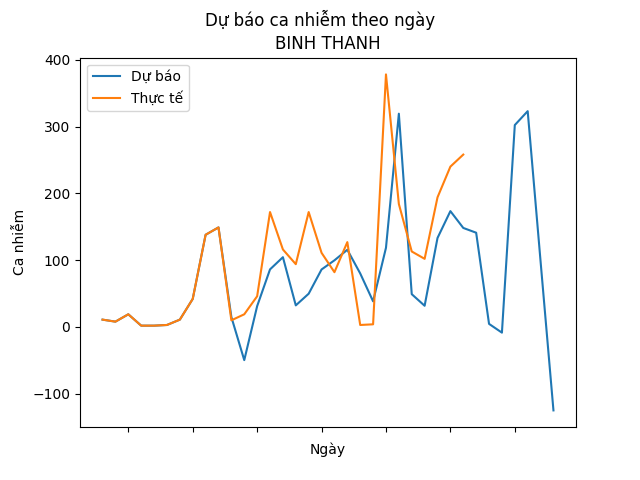 Dự báo ca nhiễm theo ngày
BINH THANH
Dự báo
Thực tế
400
300
200
100
0
−100
Ca nhiễm
Ngày